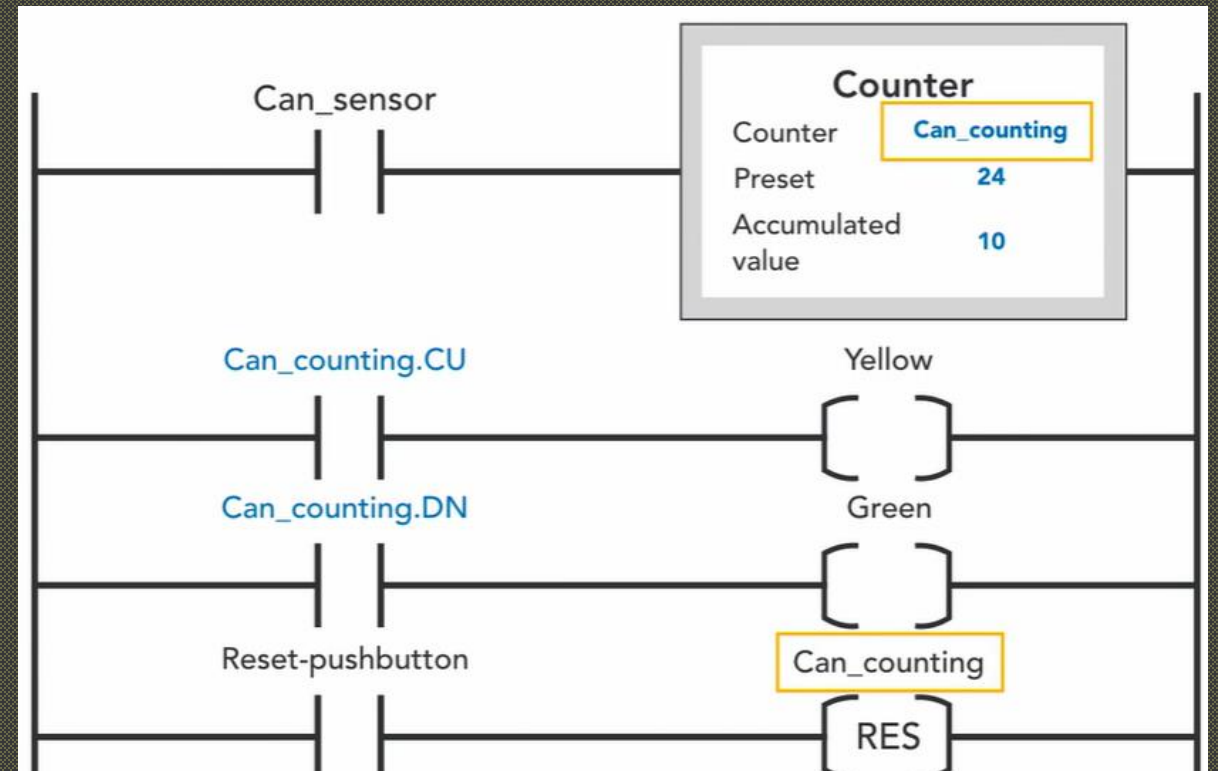 Can_sensor
Counter
Counter Can_counting
Preset 24
Accumulated
value 10
Can_counting.CU Yellow
Can_counting.DN Green
Reset-pushbutton Can_counting
RES